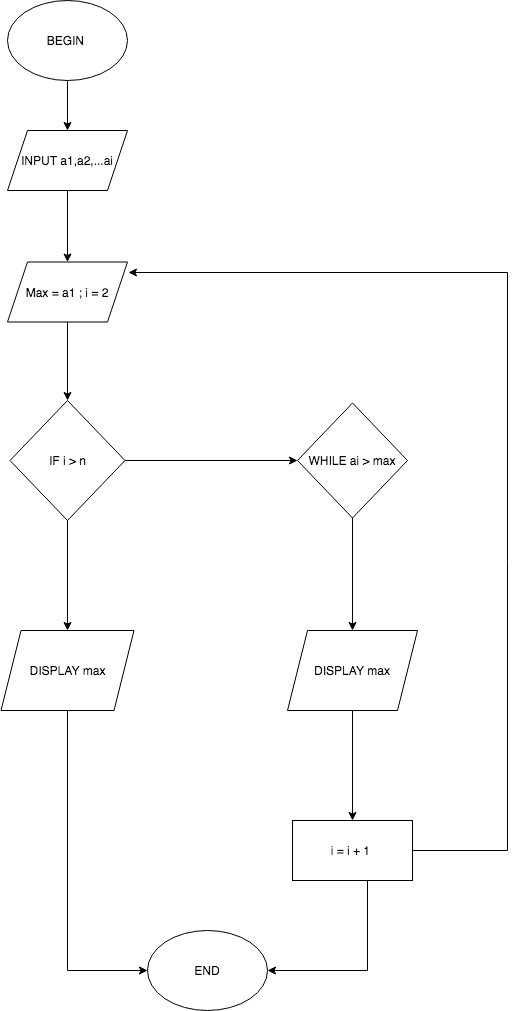 BEGIN
INPUT a1,a2,...ai
Max = a1 ; i = 2
IF i > n
WHILE ai > max
DISPLAY max
DISPLAY max
i = i + 1
END